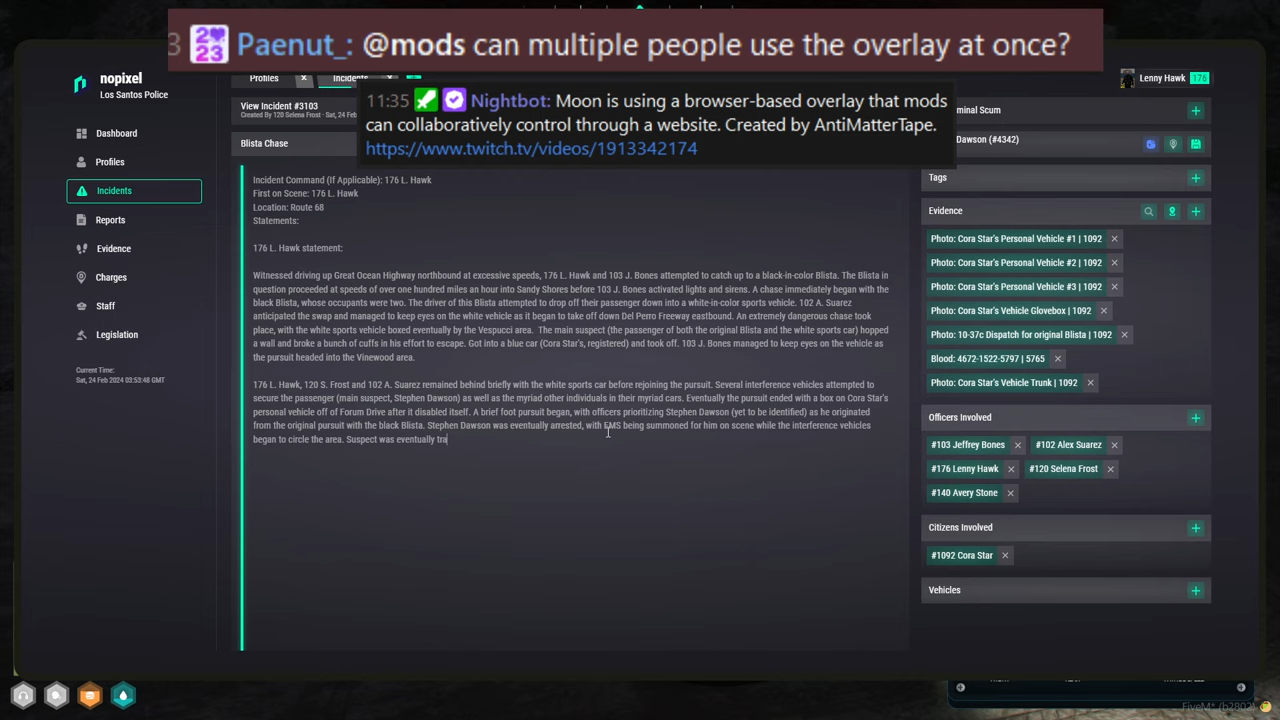 3 2023 Paenut_: @mods can multiple people use the overlay at once?
11:35 Nightbot: Moon is using a browser-based overlay that mods
can collaboratively control through a website. Created by AntiMatterTape.
https://www.twitch.tv/videos/1913342174
nopixel
Los Santos Police
Dashboard
Profiles
Incidents
Reports
Evidence
Charges
Staff
Legislation
Current Time:
Sat, 24 Feb 2024 03:53:48 GMT
Profiles
Incidents
View Incident #3103
Created By 120 Selena Frost · Sat, 24 Feb
Blista Chase
Incident Command (If Applicable): 176 L. Hawk
First on Scene: 176 L. Hawk
Location: Route 68
Statements:
176 L. Hawk statement:
Witnessed driving up Great Ocean Highway northbound at excessive speeds, 176 L. Hawk and 103 J. Bones attempted to catch up to a black-in-color Blista. The Blista in
question proceeded at speeds of over one hundred miles an hour into Sandy Shores before 103 J. Bones activated lights and sirens. A chase immediately began with the
black Blista, whose occupants were two. The driver of this Blista attempted to drop off their passenger down into a white-in-color sports vehicle. 102 A. Suarez
anticipated the swap and managed to keep eyes on the white vehicle as it began to take off down Del Perro Freeway eastbound. An extremely dangerous chase took
place, with the white sports vehicle boxed eventually by the Vespucci area. The main suspect (the passenger of both the original Blista and the white sports car) hopped
a wall and broke a bunch of cuffs in his effort to escape. Got into a blue car (Cora Star's, registered) and took off. 103 J. Bones managed to keep eyes on the vehicle as
the pursuit headed into the Vinewood area.
176 L. Hawk, 120 S. Frost and 102 A. Suarez remained behind briefly with the white sports car before rejoining the pursuit. Several interference vehicles attempted to
secure the passenger (main suspect, Stephen Dawson) as well as the myriad other individuals in their myriad cars. Eventually the pursuit ended with a box on Cora Star's
personal vehicle off of Forum Drive after it disabled itself. A brief foot pursuit began, with officers prioritizing Stephen Dawson (yet to be identified) as he originated
from the original pursuit with the black Blista. Stephen Dawson was eventually arrested, with EMS being summoned for him on scene while the interference vehicles
began to circle the area. Suspect was eventually tra
Lenny Hawk 176
minal Scum
Dawson (#4342)
Tags
Evidence
Photo: Cora Star's Personal Vehicle #1 | 1092
Photo: Cora Star's Personal Vehicle #2 | 1092
Photo: Cora Star's Personal Vehicle #3 | 1092
Photo: Cora Star's Vehicle Glovebox | 1092
Photo: 10-37c Dispatch for original Blista | 1092
Blood: 4672-1522-5797 | 5765
Photo: Cora Star's Vehicle Trunk | 1092
Officers Involved
#103 Jeffrey Bones
#102 Alex Suarez
#176 Lenny Hawk
#120 Selena Frost
#140 Avery Stone
Citizens Involved
#1092 Cora Star
Vehicles
FiveM* (b2802)